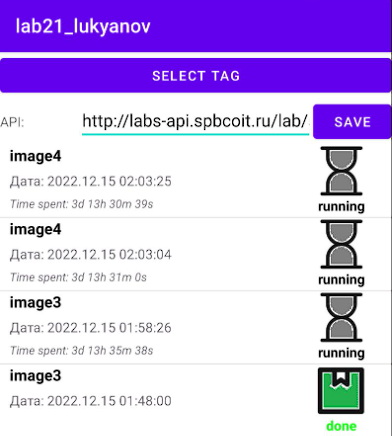 lab21_lukyanov
SELECT TAG
API: http://labs-api.spbcoit.ru/lab/ SAVE
image4
Дата: 2022.12.15 02:03:25
Time spent: 3d 13h 30m 39s
running
image4
Дата: 2022.12.15 02:03:04
Time spent: 3d 13h 31m 0s
running
image3
Дата: 2022.12.15 01:58:26
Time spent: 3d 13h 35m 38s
running
image3
Дата: 2022.12.15 01:48:00
done